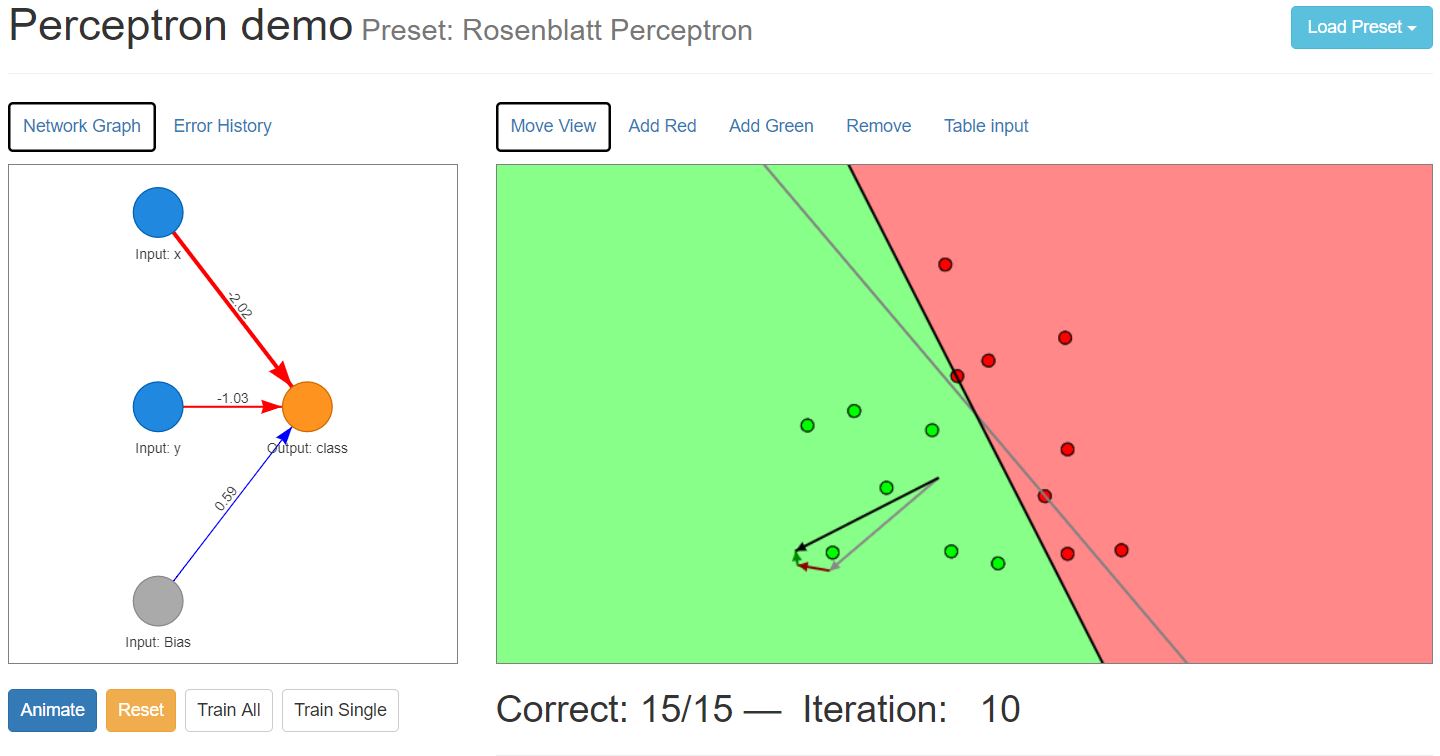 Perceptron demo Preset: Rosenblatt Perceptron
Load Preset
Network Graph Error History
Move View Add Red Add Green Remove Table input
Input: x
-2.02
-1.03
Input: y
Output: class
0.59
Input: Bias
Animate Reset Train All Train Single
Correct: 15/15 — Iteration: 10